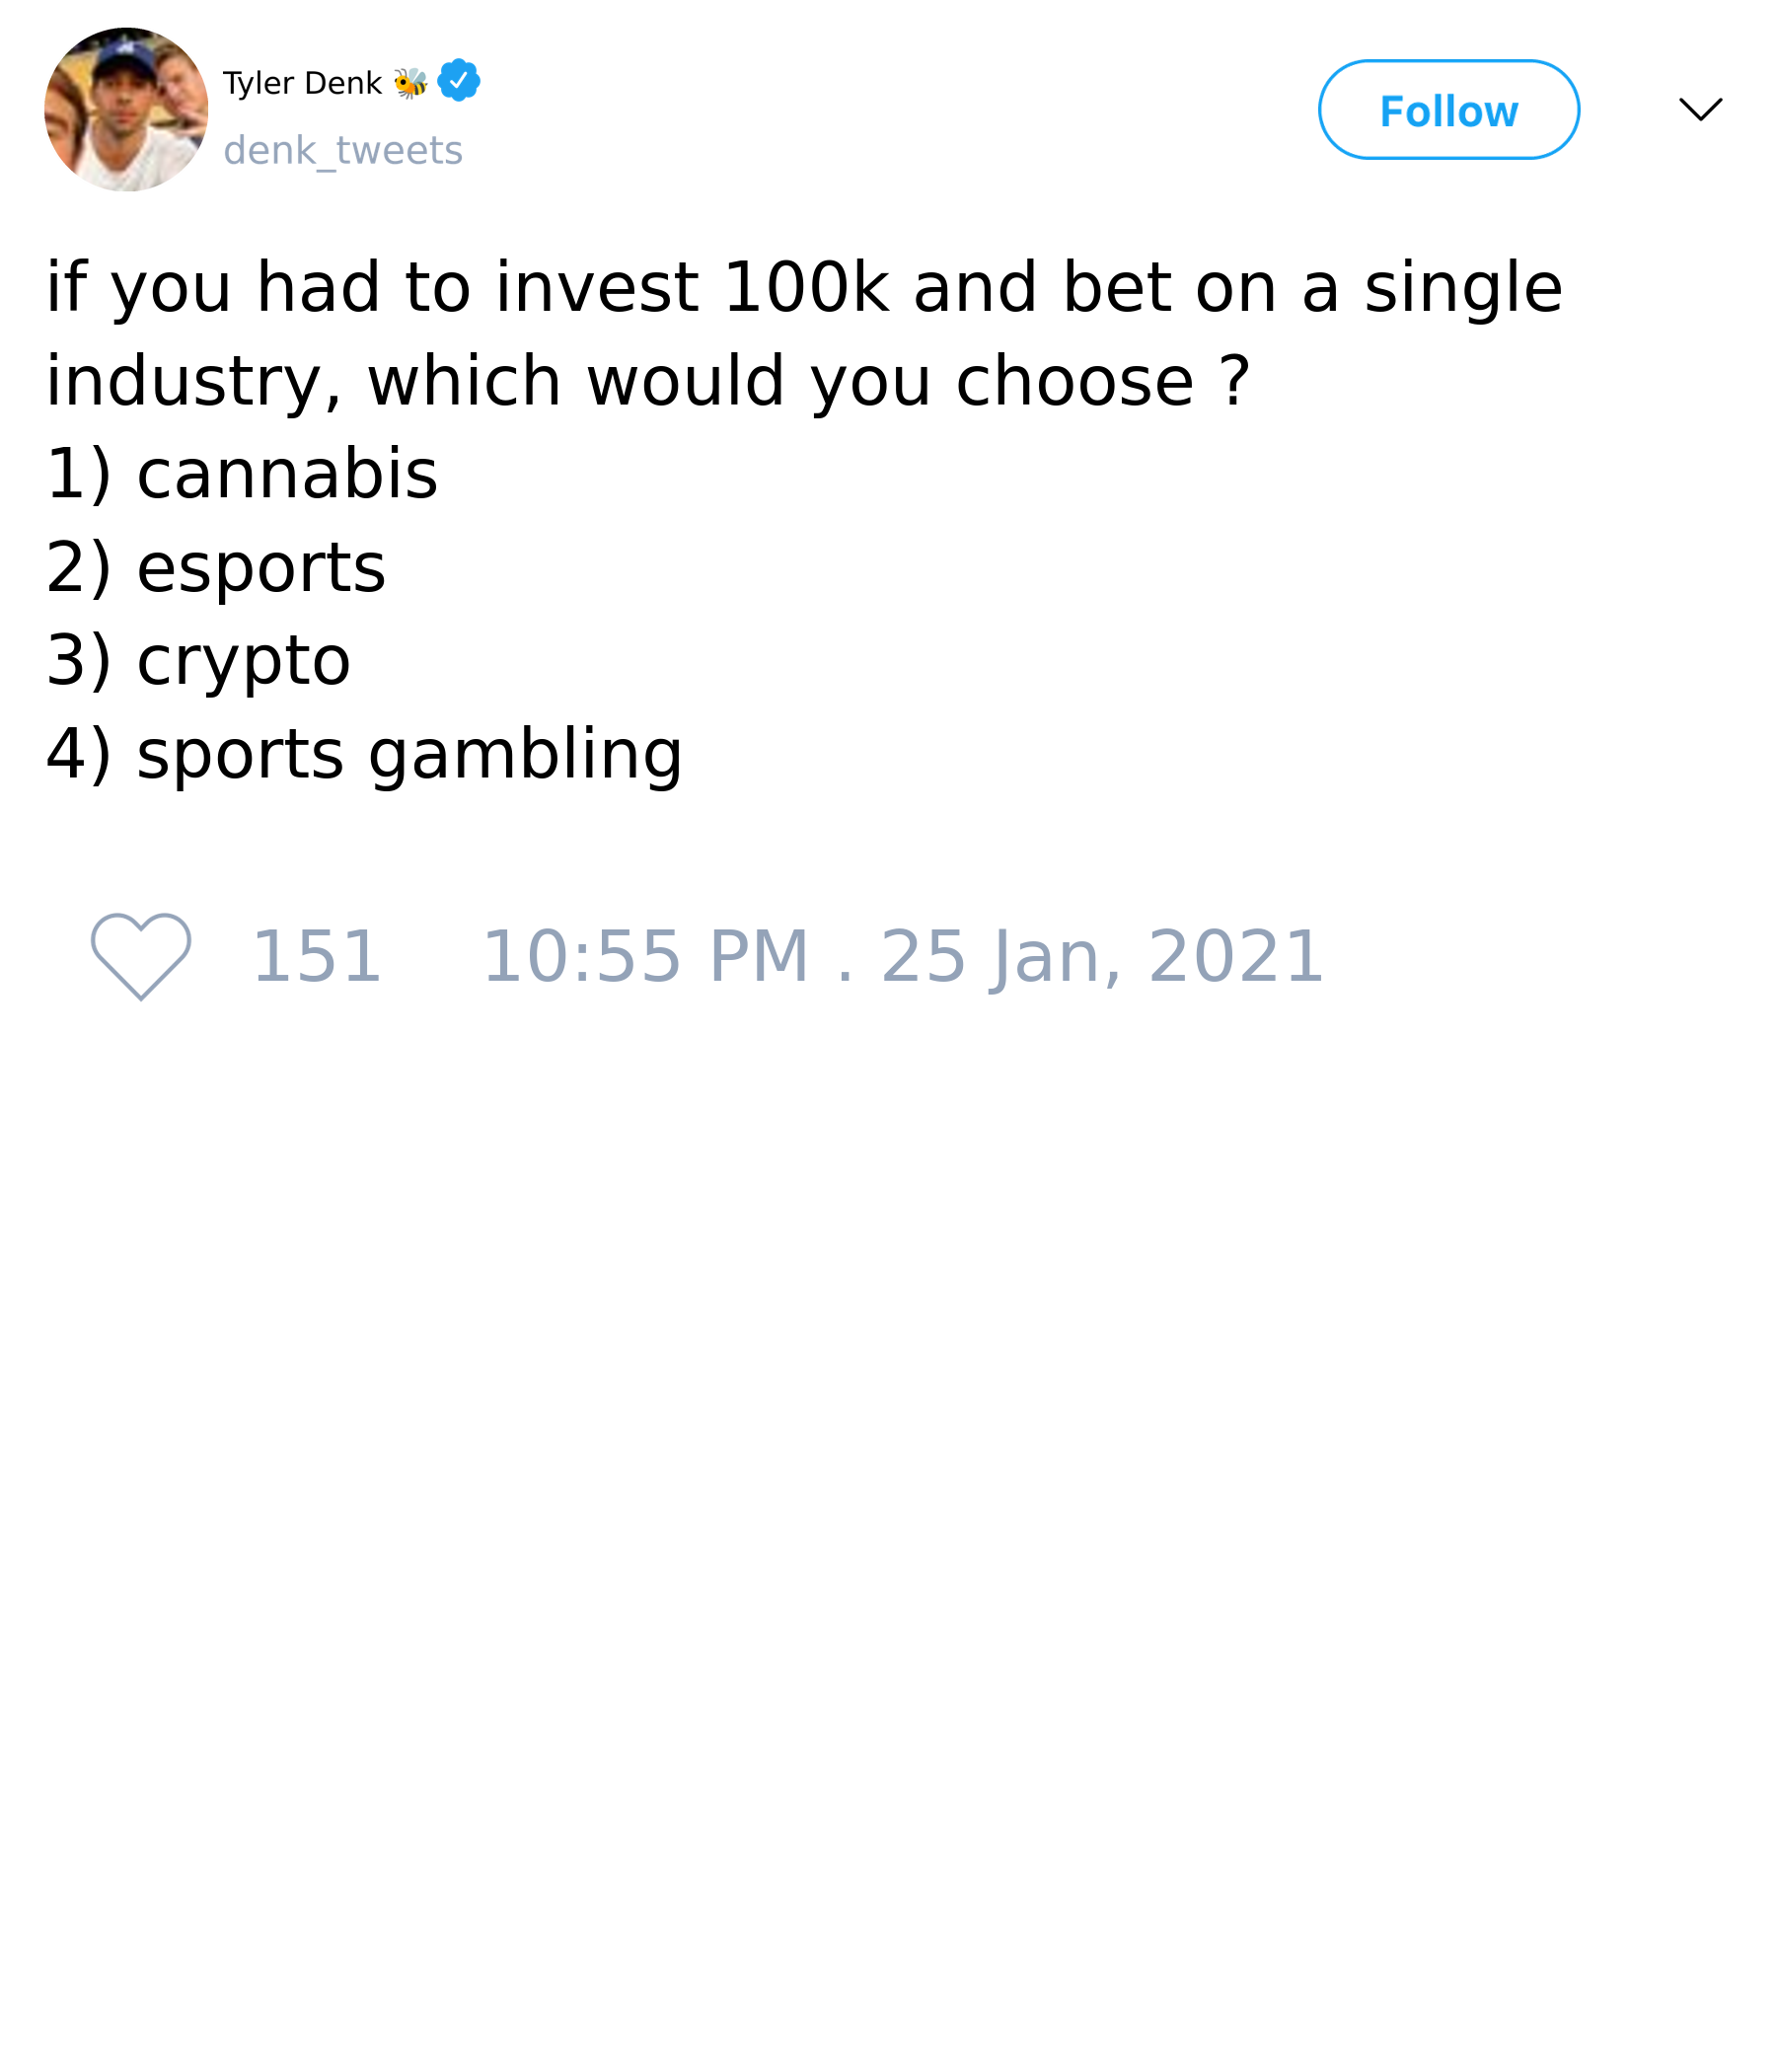 Tyler Denk 🐝
denk_tweets
Follow
if you had to invest 100k and bet on a single
industry, which would you choose ?
1) cannabis
2) esports
3) crypto
4) sports gambling
151 10:55 PM . 25 Jan, 2021